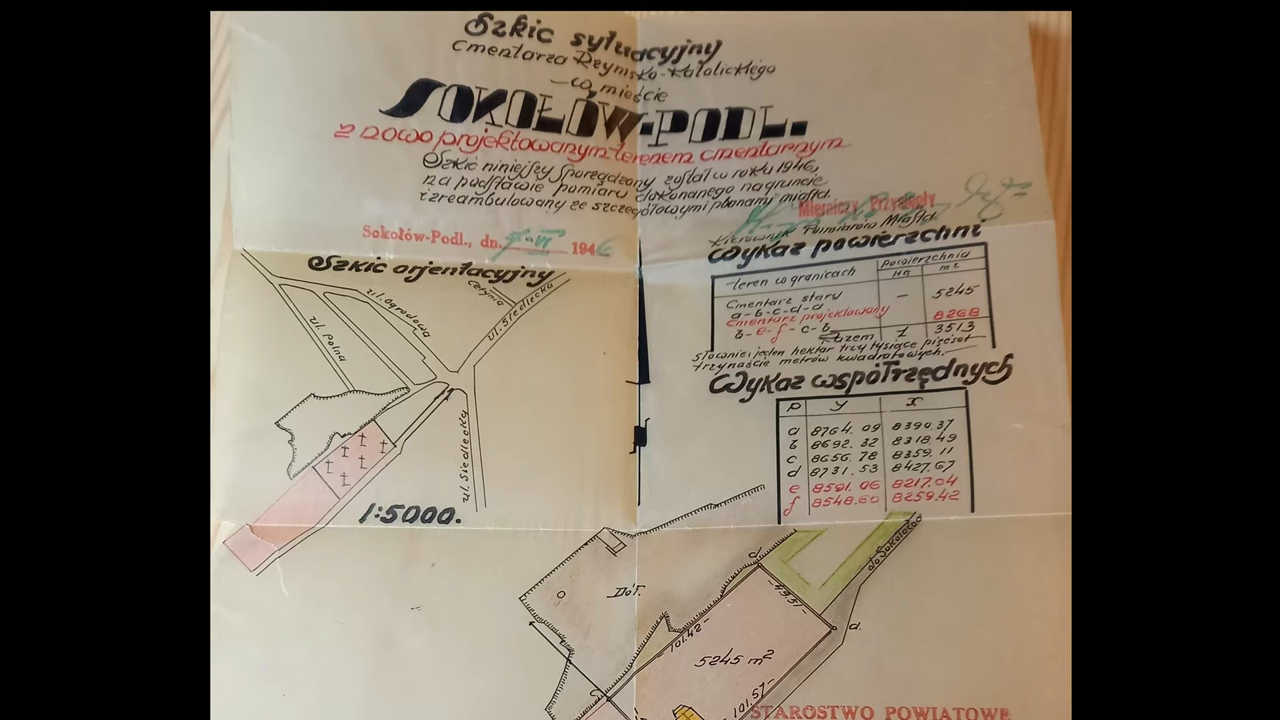 Szkic sytuacyjny
Cmentarza Rzymsko-Katolickiego
w mieście
SOKOŁÓW-PODL.
z nowo projektowanym terenem cmentarnym
Szkic niniejszy sporządzony został w roku 1946,
na podstawie pomiaru dokonanego na gruncie
i zreambulowany ze szczegółowymi planami miasta.
Mierniczy Przysięgły
Kierownik Pomiarów Miasta.
Sokołów-Podl., dn. 1946
Szkic orjentacyjny
Cetynia
ul. Ogrodowa
ul. Siedlecka
ul. Polna
ul. Siedlecka
1:5000.
Wykaz powierzchni
teren w granicach powierzchnia
Ha m²
Cmentarz stary
a-b-c-d-a — 5245
Cmentarz projektowany
b-e-f-c-b 8268
Razem 1 3513
Słownie: jeden hektar trzy tysiące pięćset
trzynaście metrów kwadratowych.
Wykaz współrzędnych
P y x
a 8764.09 8390.37
b 8692.32 8318.49
c 8656.78 8359.11
d 8731.53 8427.67
e 8591.06 8217.04
f 8548.60 8259.42
do Sokołowa
d
Dół.
49.51
a.
101.42
5245 m²
c
101.57
STAROSTWO POWIATOWE